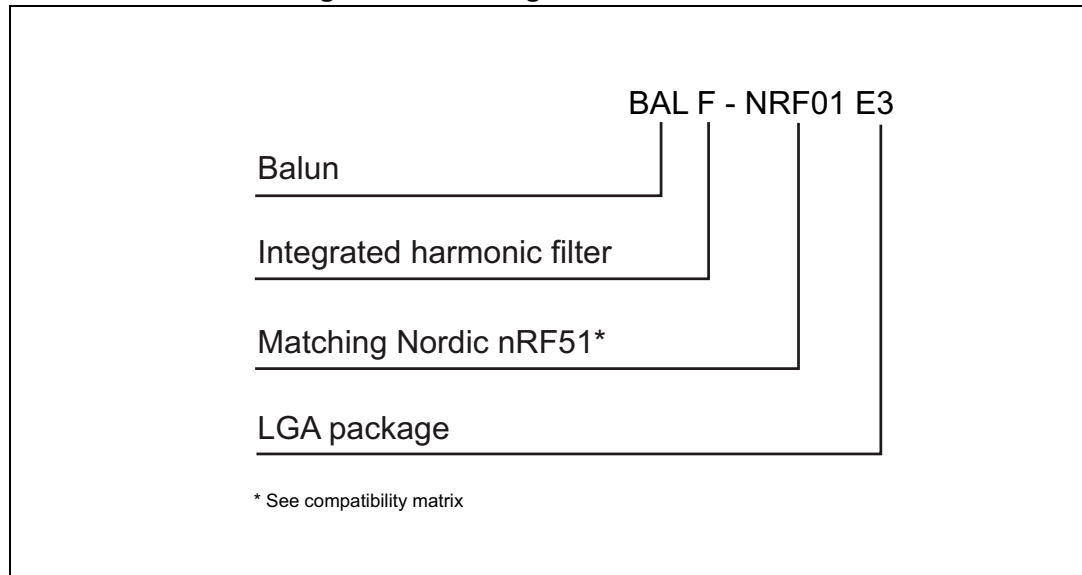 BAL F - NRF01 E3
Balun
Integrated harmonic filter
Matching Nordic nRF51*
LGA package
* See compatibility matrix